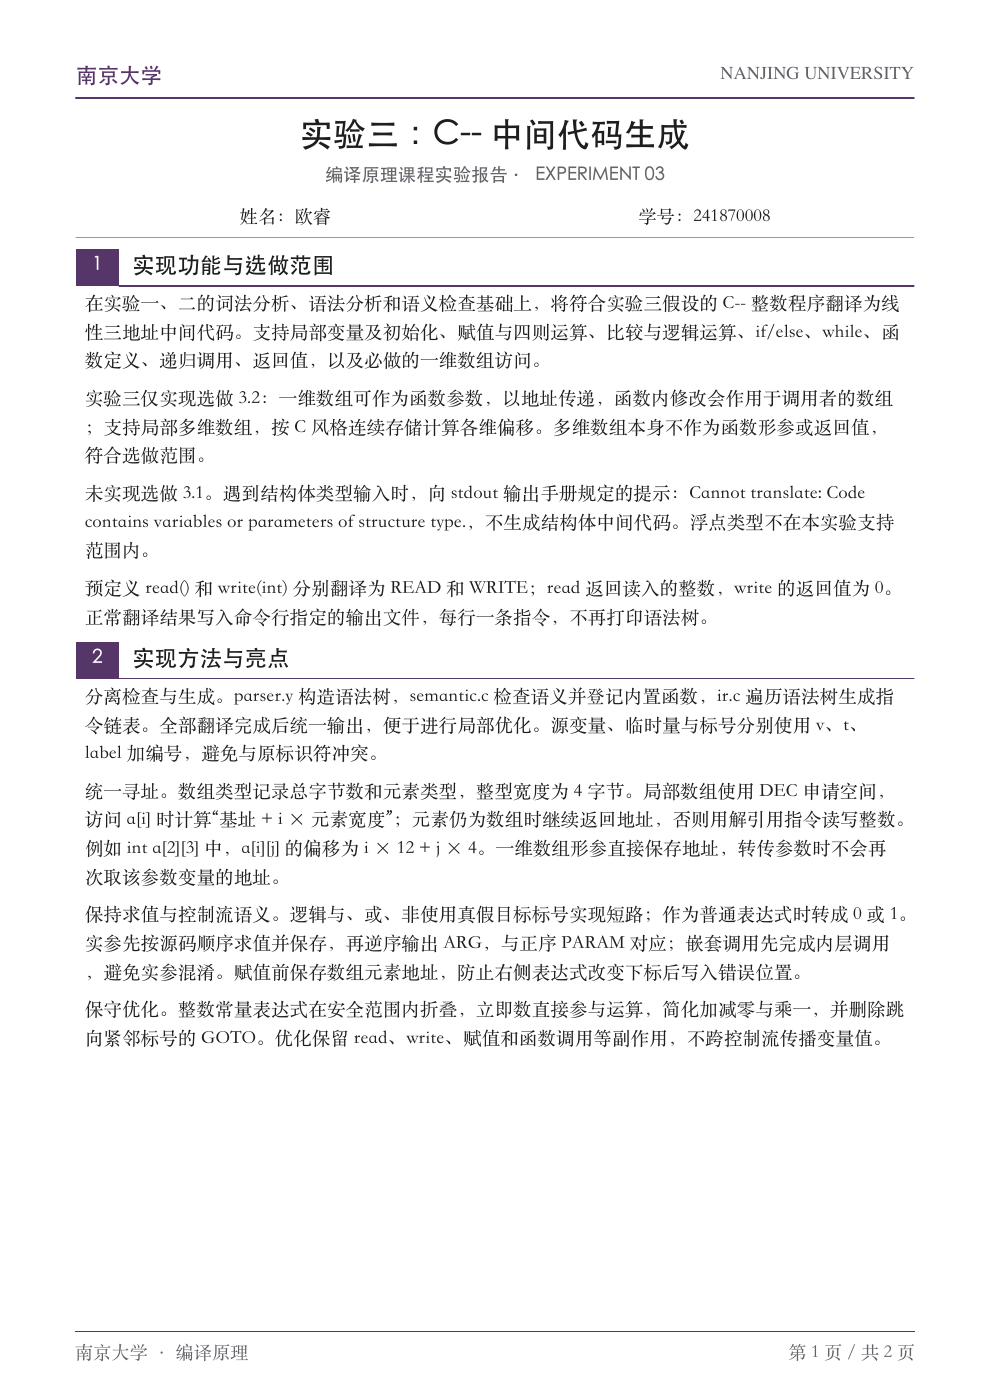 南京大学
NANJING UNIVERSITY
实验三：C-- 中间代码生成
编译原理课程实验报告 · EXPERIMENT 03
姓名：欧睿
学号：241870008
1 实现功能与选做范围
在实验一、二的词法分析、语法分析和语义检查基础上，将符合实验三假设的 C-- 整数程序翻译为线
性三地址中间代码。支持局部变量及初始化、赋值与四则运算、比较与逻辑运算、if/else、while、函
数定义、递归调用、返回值，以及必做的一维数组访问。
实验三仅实现选做 3.2：一维数组可作为函数参数，以地址传递，函数内修改会作用于调用者的数组
；支持局部多维数组，按 C 风格连续存储计算各维偏移。多维数组本身不作为函数形参或返回值，
符合选做范围。
未实现选做 3.1。遇到结构体类型输入时，向 stdout 输出手册规定的提示：Cannot translate: Code
contains variables or parameters of structure type.，不生成结构体中间代码。浮点类型不在本实验支持
范围内。
预定义 read() 和 write(int) 分别翻译为 READ 和 WRITE；read 返回读入的整数，write 的返回值为 0。
正常翻译结果写入命令行指定的输出文件，每行一条指令，不再打印语法树。
2 实现方法与亮点
分离检查与生成。parser.y 构造语法树，semantic.c 检查语义并登记内置函数，ir.c 遍历语法树生成指
令链表。全部翻译完成后统一输出，便于进行局部优化。源变量、临时量与标号分别使用 v、t、
label 加编号，避免与原标识符冲突。
统一寻址。数组类型记录总字节数和元素类型，整型宽度为 4 字节。局部数组使用 DEC 申请空间，
访问 a[i] 时计算“基址 + i × 元素宽度”；元素仍为数组时继续返回地址，否则用解引用指令读写整数。
例如 int a[2][3] 中，a[i][j] 的偏移为 i × 12 + j × 4。一维数组形参直接保存地址，转传参数时不会再
次取该参数变量的地址。
保持求值与控制流语义。逻辑与、或、非使用真假目标标号实现短路；作为普通表达式时转成 0 或 1。
实参先按源码顺序求值并保存，再逆序输出 ARG，与正序 PARAM 对应；嵌套调用先完成内层调用
，避免实参混淆。赋值前保存数组元素地址，防止右侧表达式改变下标后写入错误位置。
保守优化。整数常量表达式在安全范围内折叠，立即数直接参与运算，简化加减零与乘一，并删除跳
向紧邻标号的 GOTO。优化保留 read、write、赋值和函数调用等副作用，不跨控制流传播变量值。
南京大学 · 编译原理
第 1 页 / 共 2 页